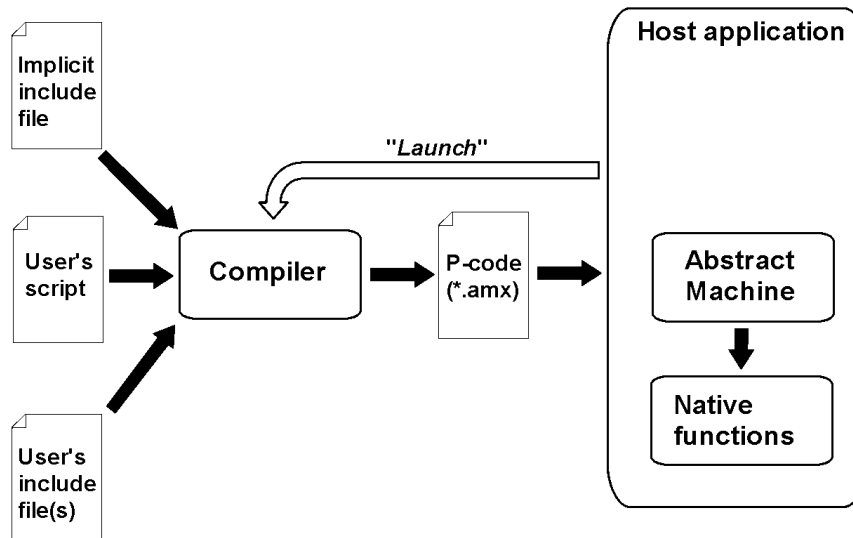 Host application
Implicit
include
file
"Launch"
User's
script
Compiler
P-code
(*.amx)
Abstract
Machine
Native
functions
User's
include
file(s)